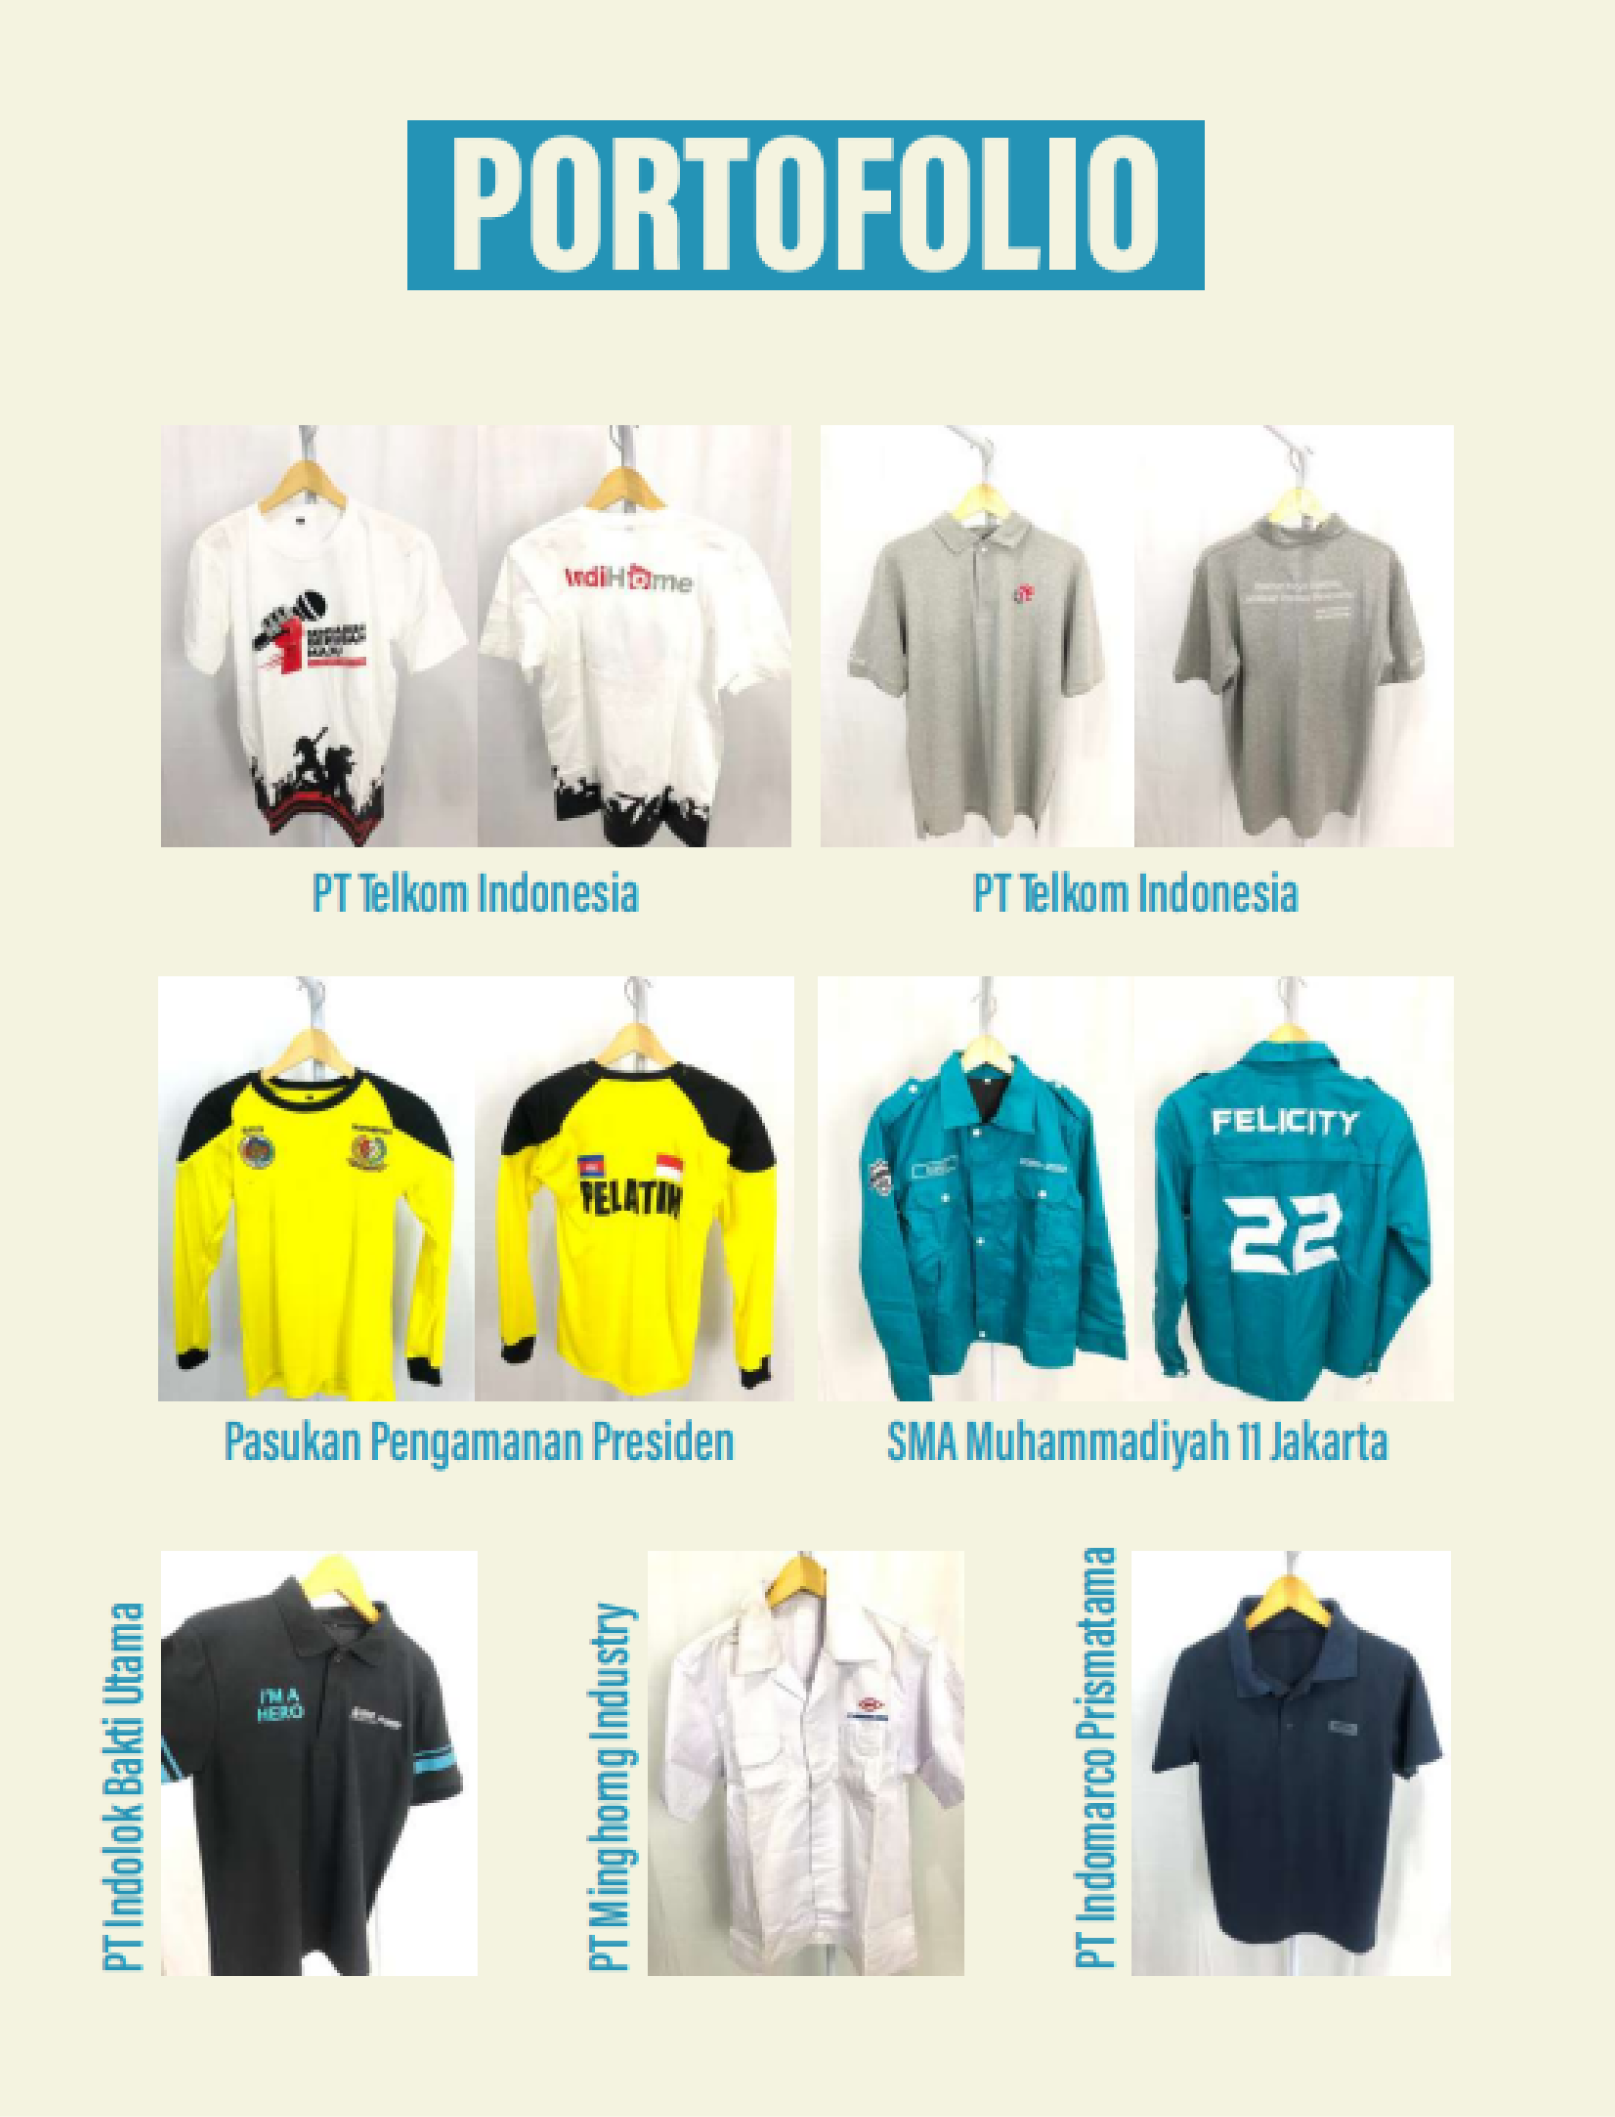 PORTOFOLIO
IndiHome
PT Telkom Indonesia
PT Telkom Indonesia
PELATIH
FELICITY
22
Pasukan Pengamanan Presiden
SMA Muhammadiyah 11 Jakarta
PT Indolok Bakti Utama
I'M A
HERO
PT Minghomg Industry
PT Indomarco Prismatama